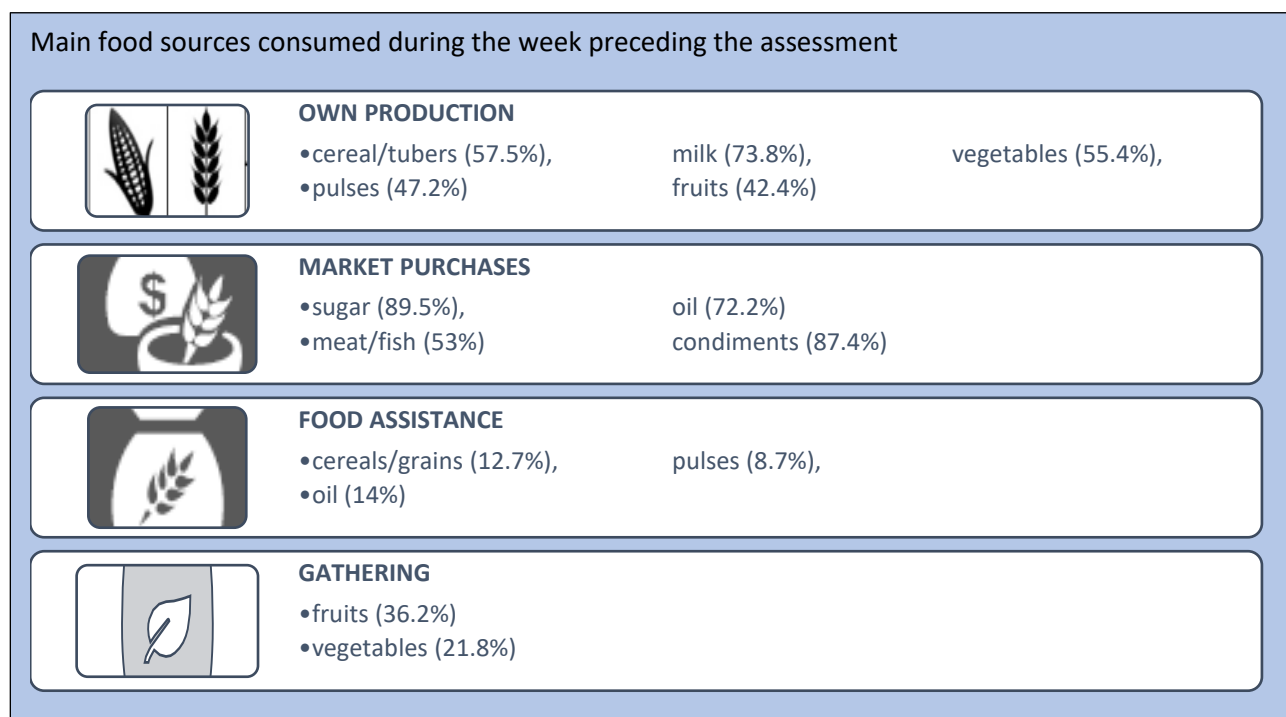 Main food sources consumed during the week preceding the assessment
OWN PRODUCTION
•cereal/tubers (57.5%), milk (73.8%), vegetables (55.4%),
•pulses (47.2%) fruits (42.4%)
MARKET PURCHASES
•sugar (89.5%), oil (72.2%)
•meat/fish (53%) condiments (87.4%)
FOOD ASSISTANCE
•cereals/grains (12.7%), pulses (8.7%),
•oil (14%)
GATHERING
•fruits (36.2%)
•vegetables (21.8%)
$